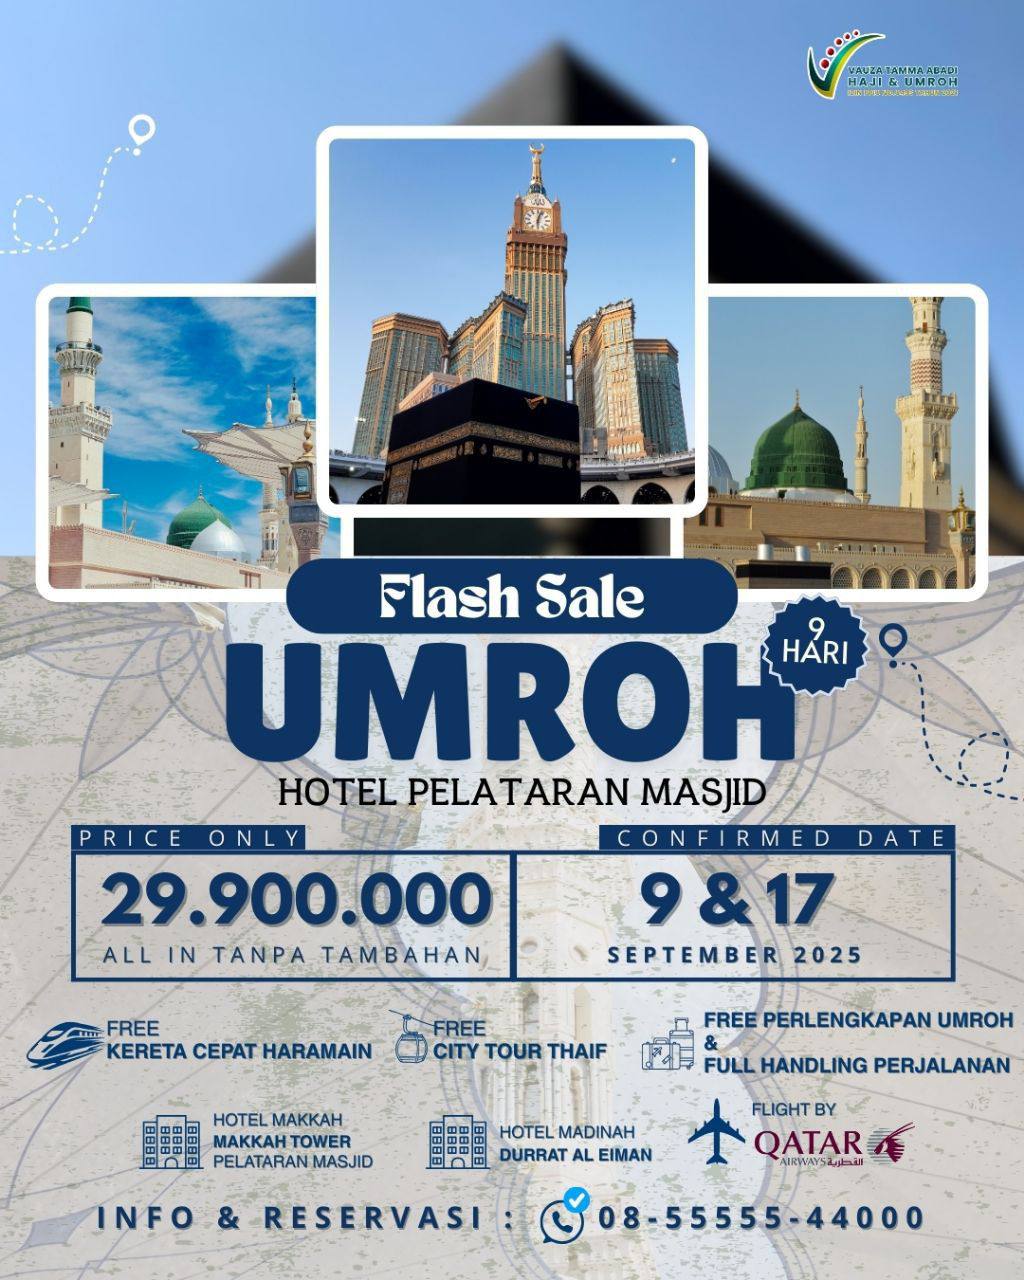 VAUZA TAMMA ABADI
HAJI & UMROH
Flash Sale
9
HARI
UMROH
HOTEL PELATARAN MASJID
PRICE ONLY
29.900.000
ALL IN TANPA TAMBAHAN
CONFIRMED DATE
9 & 17
SEPTEMBER 2025
FREE
KERETA CEPAT HARAMAIN
FREE
CITY TOUR THAIF
FREE PERLENGKAPAN UMROH
&
FULL HANDLING PERJALANAN
HOTEL MAKKAH
MAKKAH TOWER
PELATARAN MASJID
HOTEL MADINAH
DURRAT AL EIMAN
FLIGHT BY
QATAR
AIRWAYS القطرية
INFO & RESERVASI : 08-55555-44000